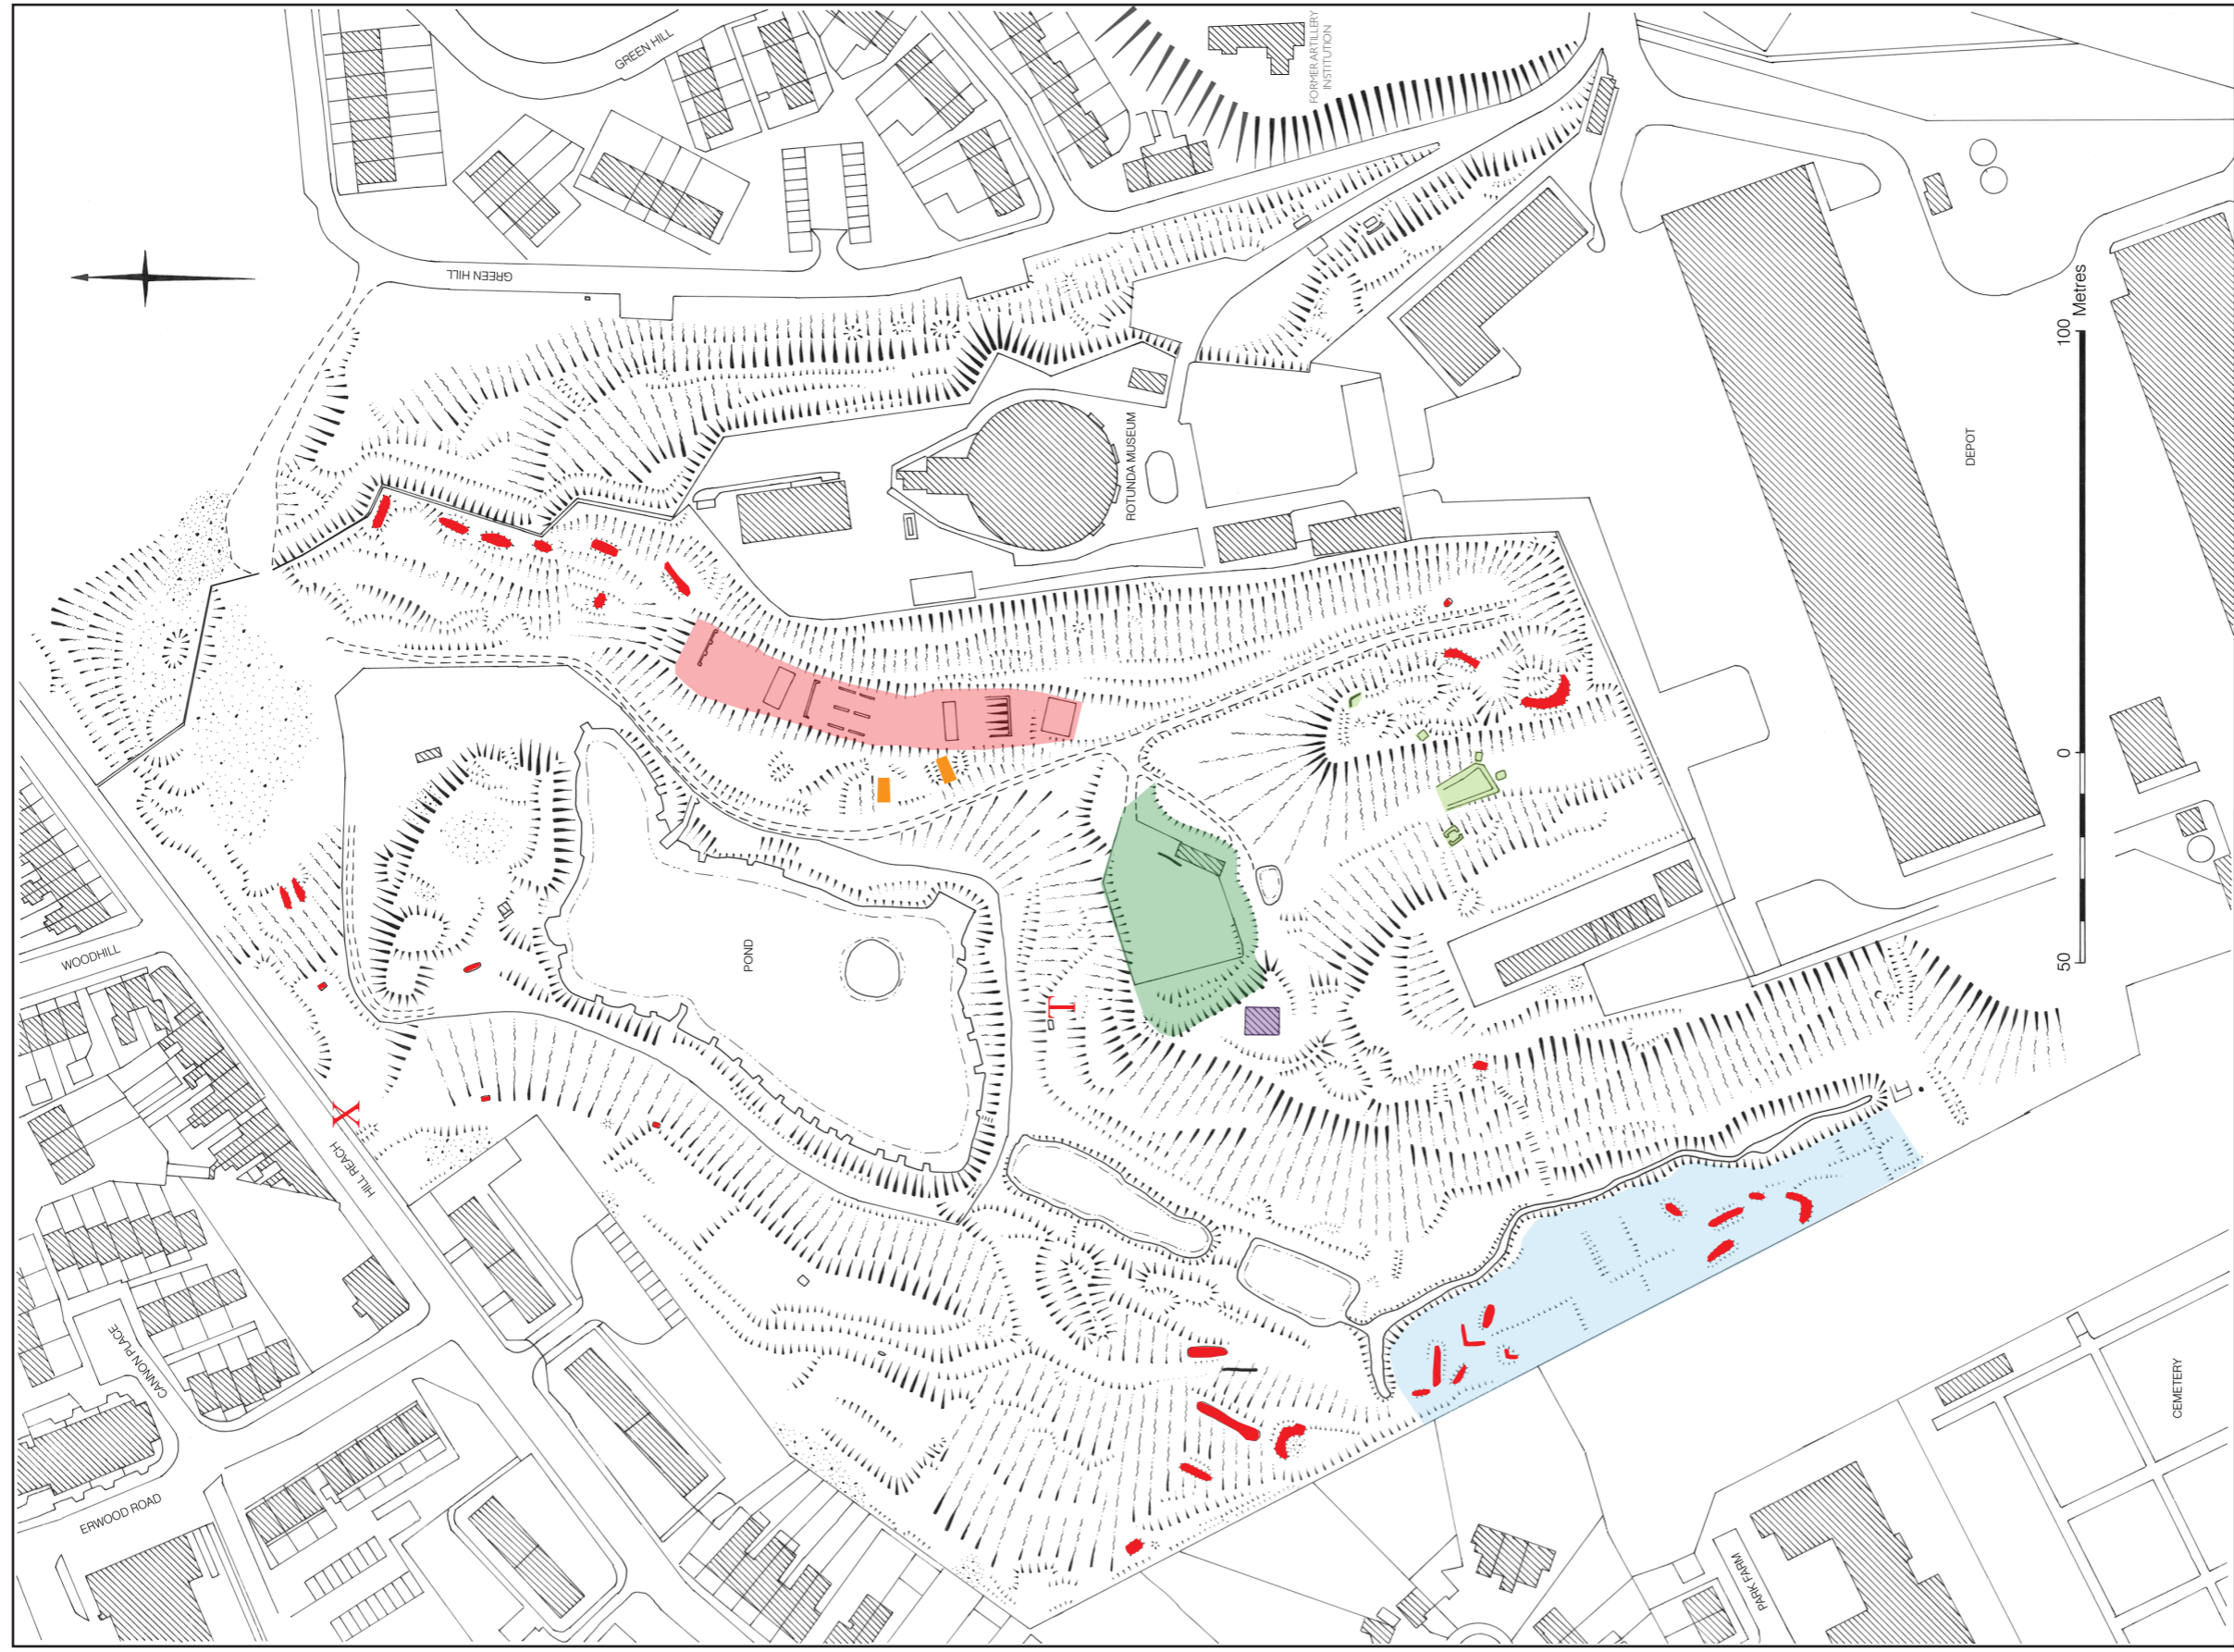 GREEN HILL
FORMER ARTILLERY
INSTITUTION
GREEN HILL
ROTUNDA MUSEUM
DEPOT
100
Metres
0
50
WOODHILL
POND
T
X
HILL REACH
CANNON PLACE
ERWOOD ROAD
CEMETERY
PARK FARM